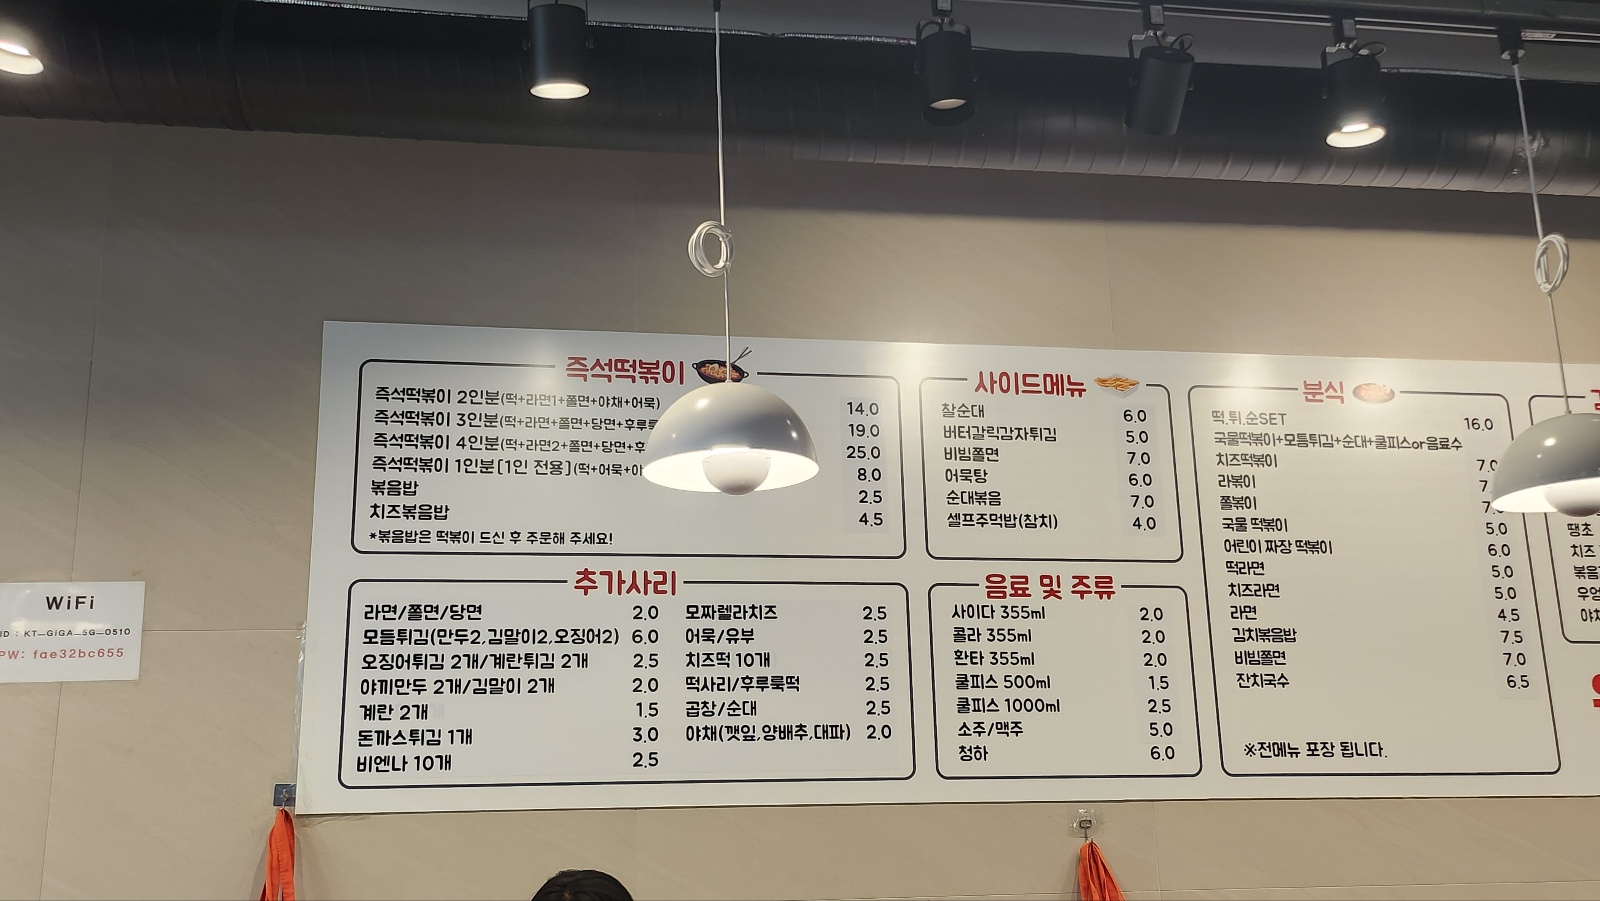 즉석떡볶이
즉석떡볶이 2인분(떡+라면1+쫄면+야채+어묵) 14.0
즉석떡볶이 3인분(떡+라면+쫄면+당면+후루룩 19.0
즉석떡볶이 4인분(떡+라면2+쫄면+당면+후 25.0
즉석떡볶이 1인분[1인 전용](떡+어묵+야 8.0
볶음밥 2.5
치즈볶음밥 4.5
*볶음밥은 떡볶이 드신 후 주문해 주세요!
추가사리
라면/쫄면/당면 2.0
모듬튀김(만두2,김말이2,오징어2) 6.0
오징어튀김 2개/계란튀김 2개 2.5
야끼만두 2개/김말이 2개 2.0
계란 2개 1.5
돈까스튀김 1개 3.0
비엔나 10개 2.5
모짜렐라치즈 2.5
어묵/유부 2.5
치즈떡 10개 2.5
떡사리/후루룩떡 2.5
곱창/순대 2.5
야채(깻잎,양배추,대파) 2.0
사이드메뉴
찰순대 6.0
버터갈릭감자튀김 5.0
비빔쫄면 7.0
어묵탕 6.0
순대볶음 7.0
셀프주먹밥(참치) 4.0
음료 및 주류
사이다 355ml 2.0
콜라 355ml 2.0
환타 355ml 2.0
쿨피스 500ml 1.5
쿨피스 1000ml 2.5
소주/맥주 5.0
청하 6.0
분식
떡.튀.순SET 16.0
국물떡볶이+모듬튀김+순대+쿨피스or음료수
치즈떡볶이 7.0
라볶이 7.
쫄볶이 7.
국물 떡볶이 5.0
어린이 짜장 떡볶이 6.0
떡라면 5.0
치즈라면 5.0
라면 4.5
김치볶음밥 7.5
비빔쫄면 7.0
잔치국수 6.5
※전메뉴 포장 됩니다.
땡초
치즈
볶음
우엉
야채
WiFi
ID : KT_GiGA_5G_0510
PW: fae32bc655